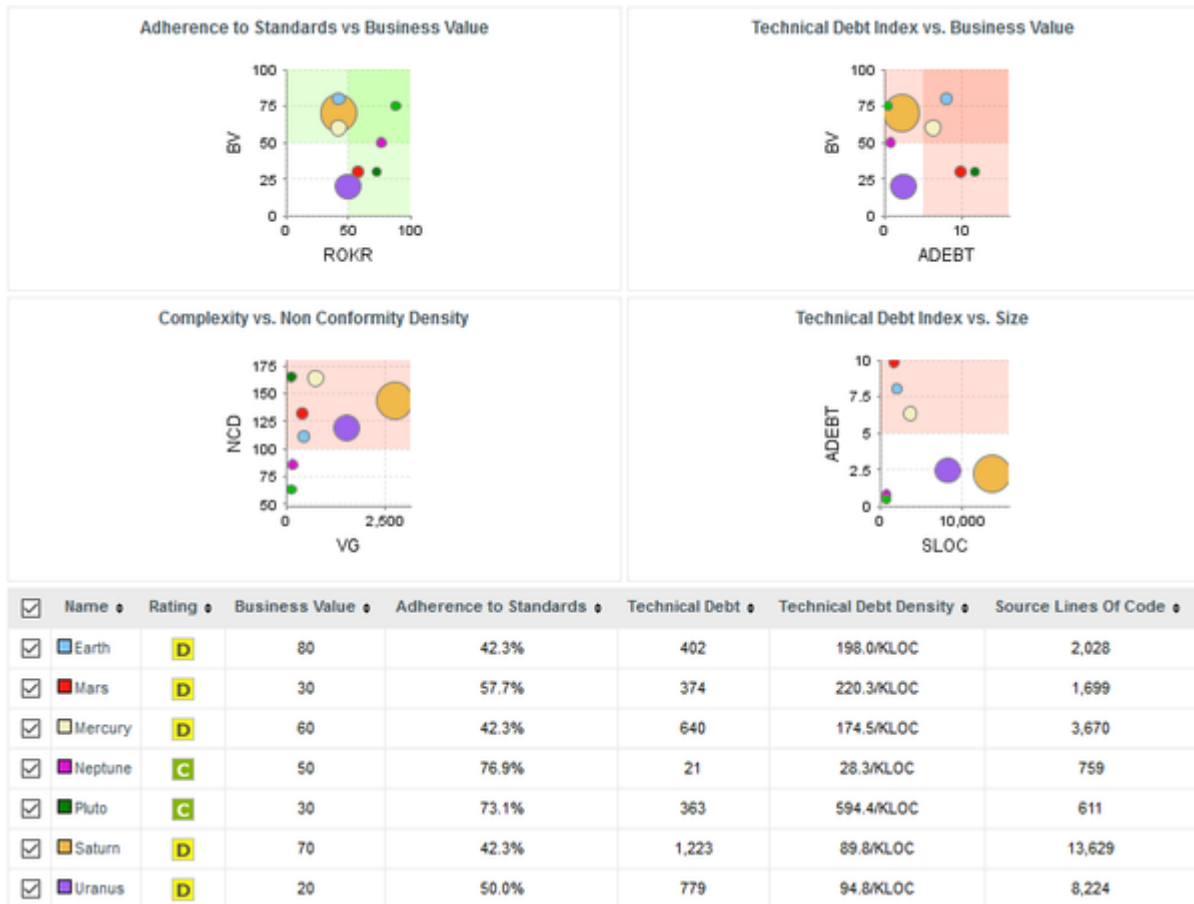 Adherence to Standards vs Business Value
100
75
50
25
0
BV
0 50 100
ROKR
Technical Debt Index vs. Business Value
100
75
50
25
0
BV
0 10
ADEBT
Complexity vs. Non Conformity Density
175
150
125
100
75
50
NCD
0 2,500
VG
Technical Debt Index vs. Size
10
7.5
5
2.5
0
ADEBT
0 10,000
SLOC
Name Rating Business Value Adherence to Standards Technical Debt Technical Debt Density Source Lines Of Code
Earth D 80 42.3% 402 198.0/KLOC 2,028
Mars D 30 57.7% 374 220.3/KLOC 1,699
Mercury D 60 42.3% 640 174.5/KLOC 3,670
Neptune C 50 76.9% 21 28.3/KLOC 759
Pluto C 30 73.1% 363 594.4/KLOC 611
Saturn D 70 42.3% 1,223 89.8/KLOC 13,629
Uranus D 20 50.0% 779 94.8/KLOC 8,224